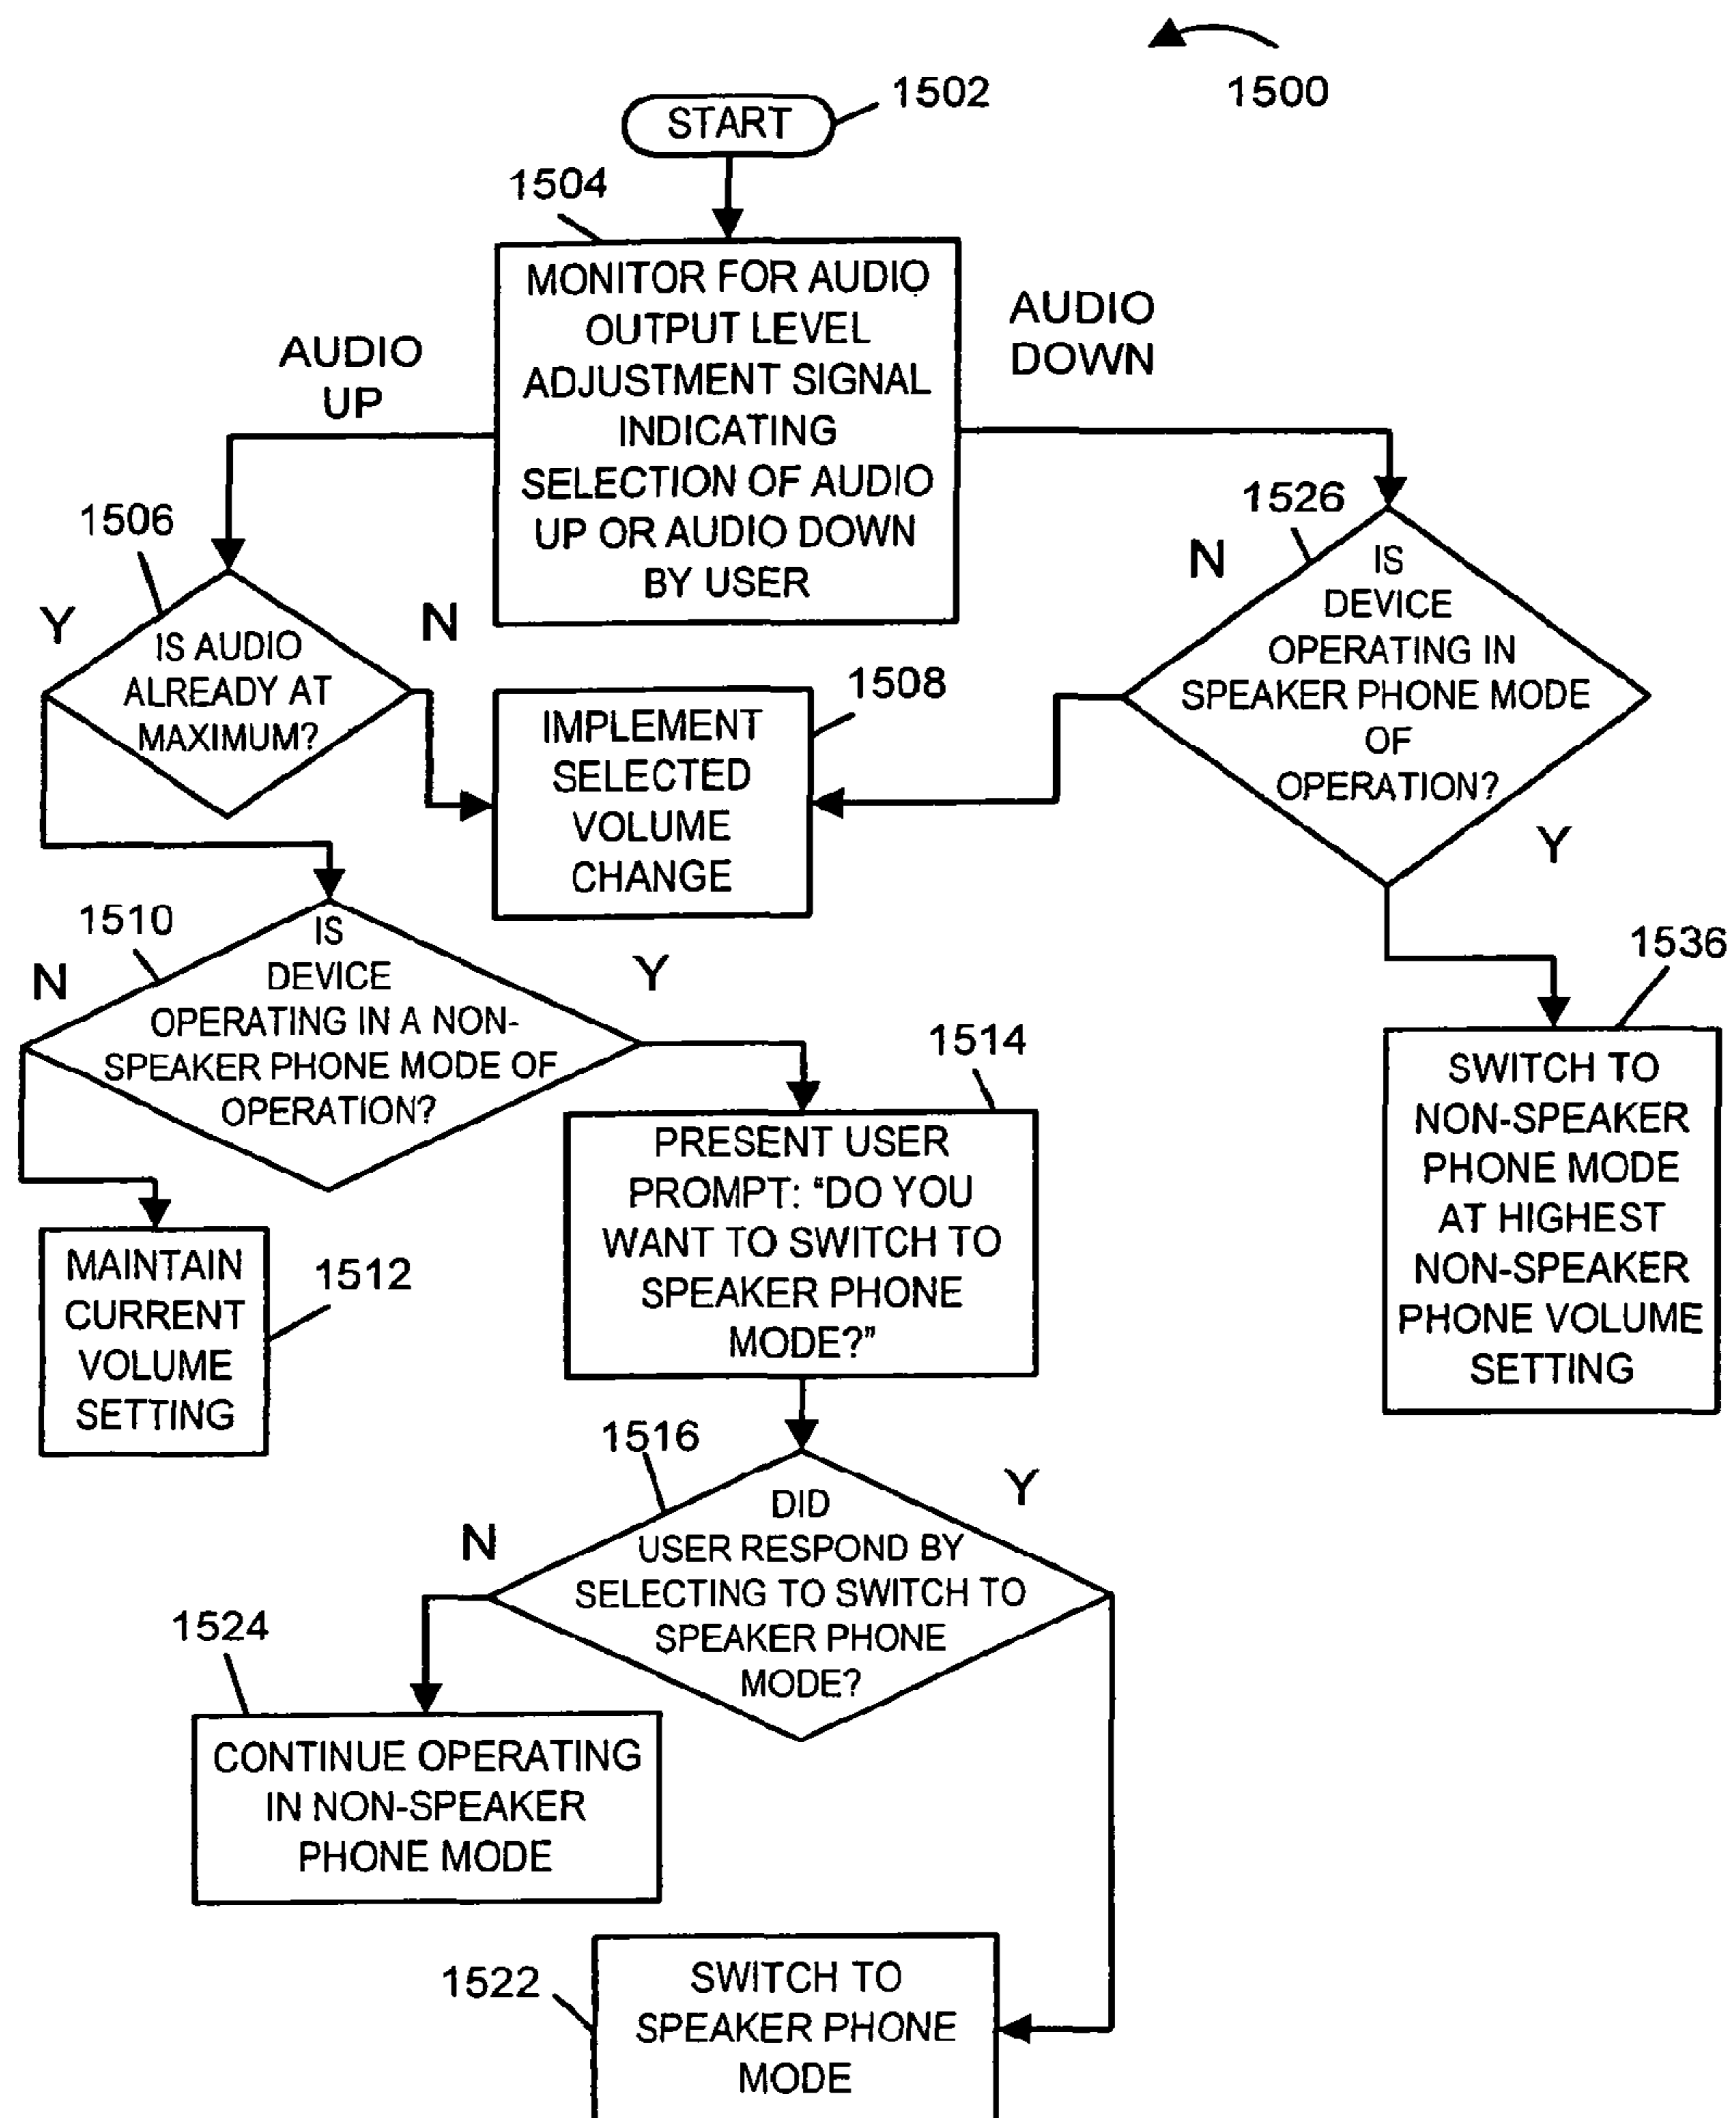 1500
START
1502
1504
MONITOR FOR AUDIO
OUTPUT LEVEL
ADJUSTMENT SIGNAL
INDICATING
SELECTION OF AUDIO
UP OR AUDIO DOWN
BY USER
AUDIO
UP
AUDIO
DOWN
1506
Y
N
IS AUDIO
ALREADY AT
MAXIMUM?
1508
IMPLEMENT
SELECTED
VOLUME
CHANGE
1526
N
IS
DEVICE
OPERATING IN
SPEAKER PHONE MODE
OF
OPERATION?
Y
1510
N
IS
DEVICE
OPERATING IN A NON-
SPEAKER PHONE MODE OF
OPERATION?
Y
1536
SWITCH TO
NON-SPEAKER
PHONE MODE
AT HIGHEST
NON-SPEAKER
PHONE VOLUME
SETTING
1514
PRESENT USER
PROMPT: “DO YOU
WANT TO SWITCH TO
SPEAKER PHONE
MODE?”
MAINTAIN
CURRENT
VOLUME
SETTING
1512
1516
N
DID
USER RESPOND BY
SELECTING TO SWITCH TO
SPEAKER PHONE
MODE?
Y
1524
CONTINUE OPERATING
IN NON-SPEAKER
PHONE MODE
1522
SWITCH TO
SPEAKER PHONE
MODE